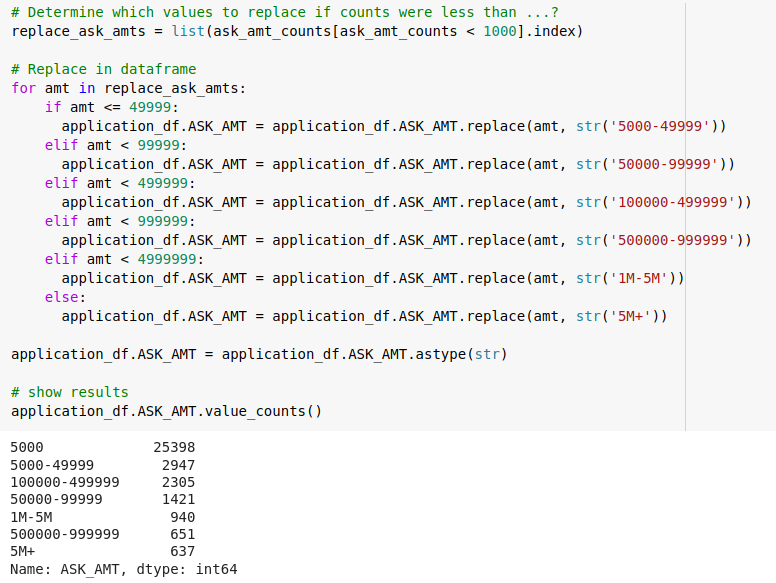 # Determine which values to replace if counts were less than ...?
replace_ask_amts = list(ask_amt_counts[ask_amt_counts < 1000].index)

# Replace in dataframe
for amt in replace_ask_amts:
    if amt <= 49999:
      application_df.ASK_AMT = application_df.ASK_AMT.replace(amt, str('5000-49999'))
    elif amt < 99999:
      application_df.ASK_AMT = application_df.ASK_AMT.replace(amt, str('50000-99999'))
    elif amt < 499999:
      application_df.ASK_AMT = application_df.ASK_AMT.replace(amt, str('100000-499999'))
    elif amt < 999999:
      application_df.ASK_AMT = application_df.ASK_AMT.replace(amt, str('500000-999999'))
    elif amt < 4999999:
      application_df.ASK_AMT = application_df.ASK_AMT.replace(amt, str('1M-5M'))
    else:
      application_df.ASK_AMT = application_df.ASK_AMT.replace(amt, str('5M+'))

application_df.ASK_AMT = application_df.ASK_AMT.astype(str)

# show results
application_df.ASK_AMT.value_counts()
5000             25398
5000-49999        2947
100000-499999     2305
50000-99999       1421
1M-5M              940
500000-999999      651
5M+                637
Name: ASK_AMT, dtype: int64